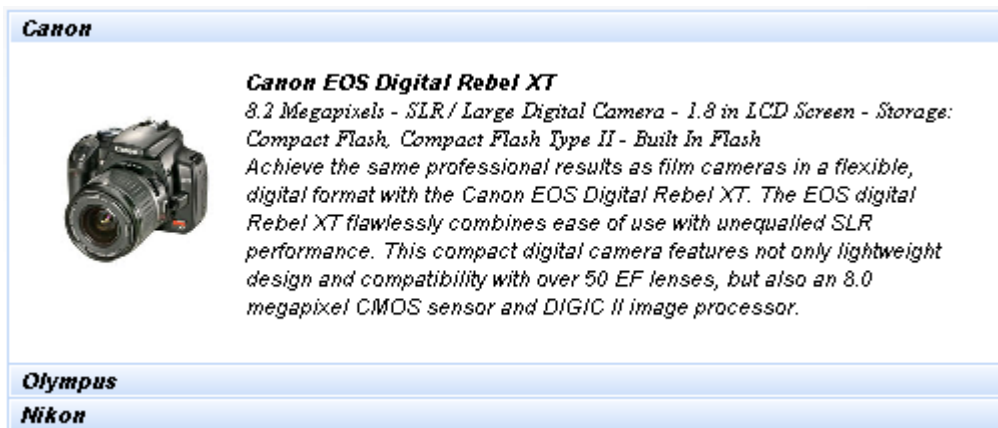 Canon
Canon EOS Digital Rebel XT
8.2 Megapixels - SLR / Large Digital Camera - 1.8 in LCD Screen - Storage:
Compact Flash, Compact Flash Type II - Built In Flash
Achieve the same professional results as film cameras in a flexible,
digital format with the Canon EOS Digital Rebel XT. The EOS digital
Rebel XT flawlessly combines ease of use with unequalled SLR
performance. This compact digital camera features not only lightweight
design and compatibility with over 50 EF lenses, but also an 8.0
megapixel CMOS sensor and DIGIC II image processor.
Olympus
Nikon